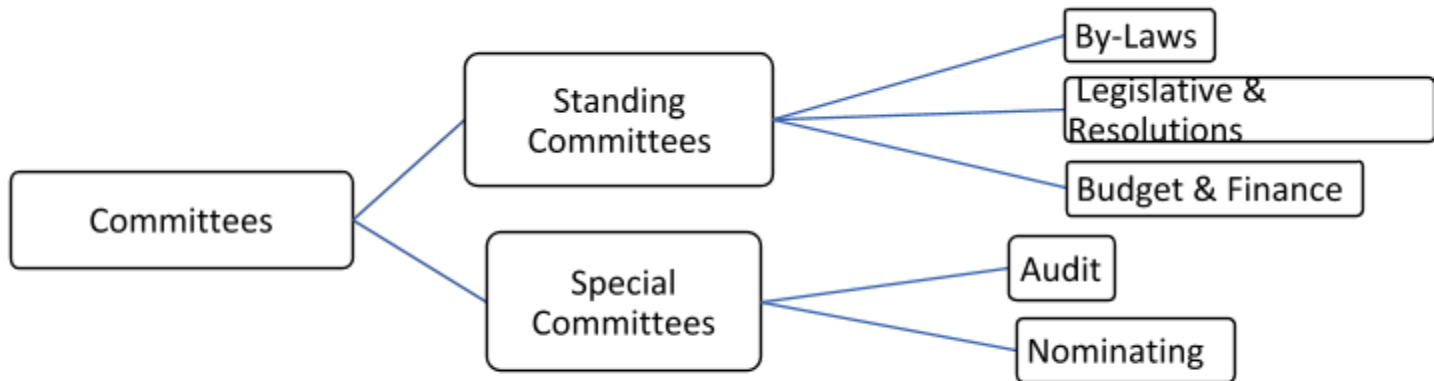 Committees
Standing
Committees
By-Laws
Legislative &
Resolutions
Budget & Finance
Special
Committees
Audit
Nominating